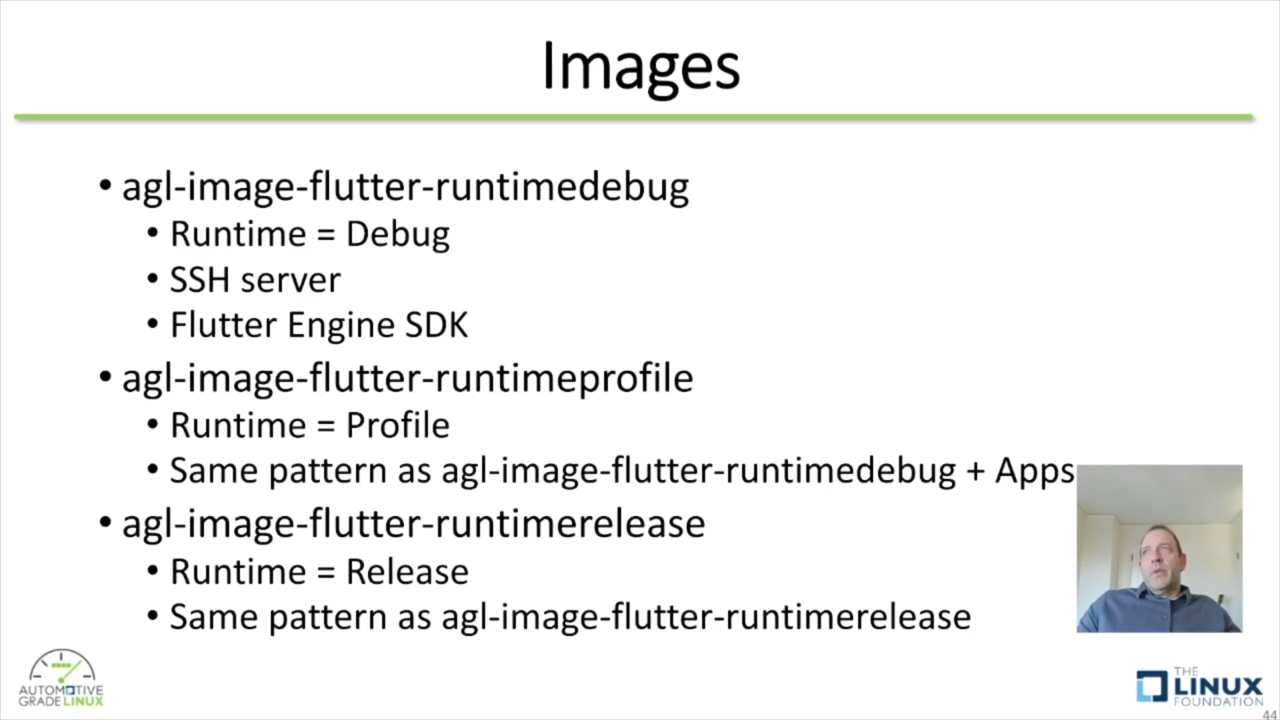 Images
• agl-image-flutter-runtimedebug
• Runtime = Debug
• SSH server
• Flutter Engine SDK
• agl-image-flutter-runtimeprofile
• Runtime = Profile
• Same pattern as agl-image-flutter-runtimedebug + Apps
• agl-image-flutter-runtimerelease
• Runtime = Release
• Same pattern as agl-image-flutter-runtimerelease
AUTOMOTIVE
GRADE LINUX
THE
LINUX
FOUNDATION
44